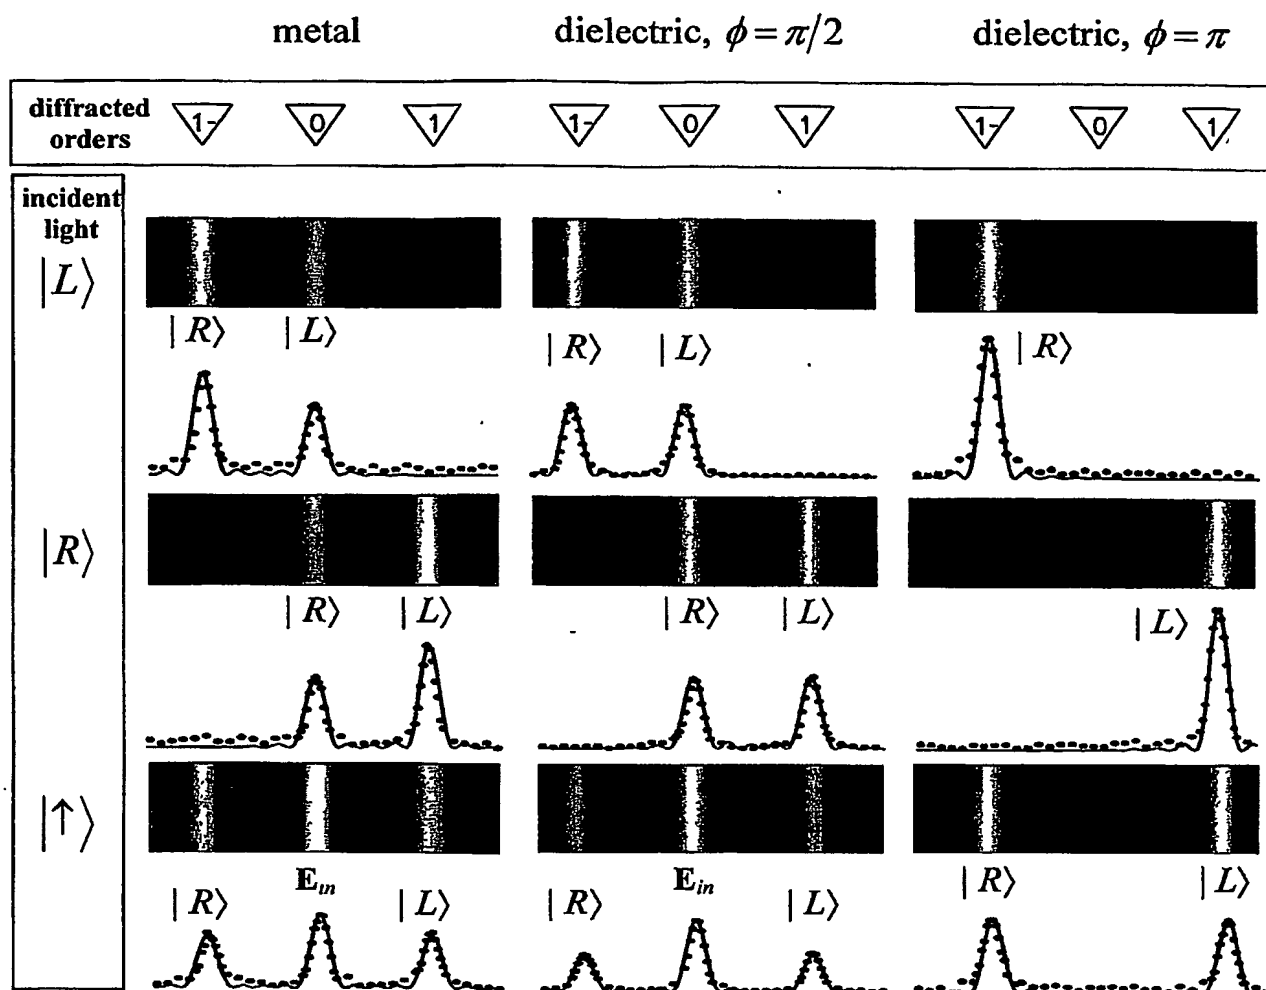 metal dielectric, ϕ = π/2 dielectric, ϕ = π
diffracted orders 1- 0 1 1- 0 1 1- 0 1
incident light
|L⟩
|R⟩ |L⟩ |R⟩ |L⟩ |R⟩
|R⟩
|R⟩ |L⟩ |R⟩ |L⟩ |L⟩
|↑⟩
|R⟩ E_in |L⟩ |R⟩ E_in |L⟩ |R⟩ |L⟩